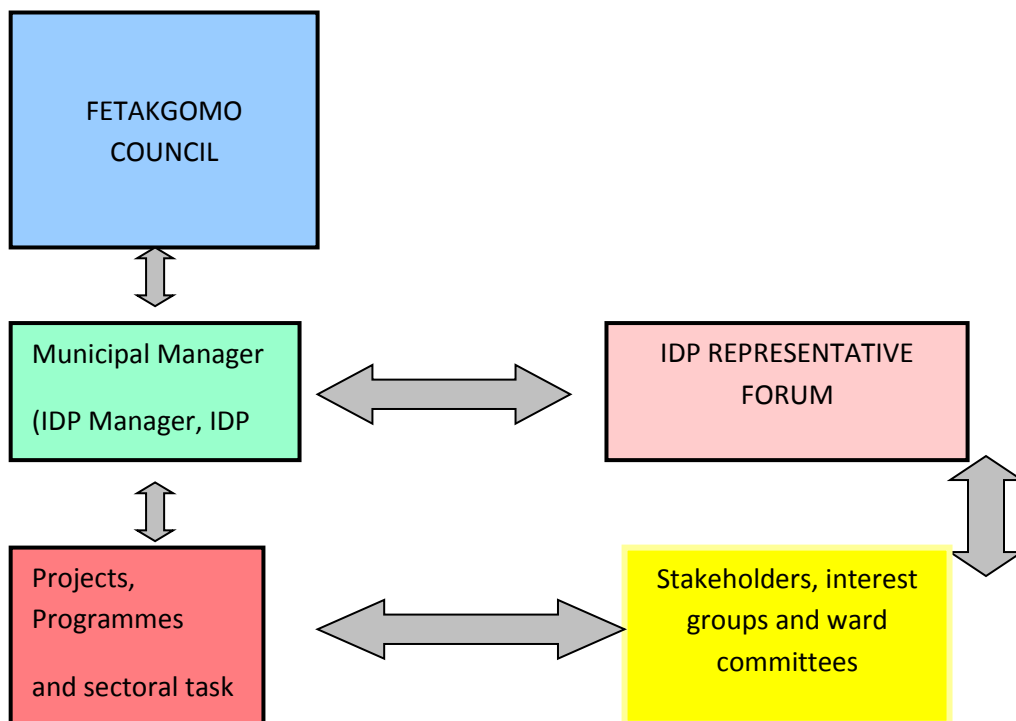 FETAKGOMO
COUNCIL
Municipal Manager
(IDP Manager, IDP
IDP REPRESENTATIVE
FORUM
Projects,
Programmes
and sectoral task
Stakeholders, interest
groups and ward
committees